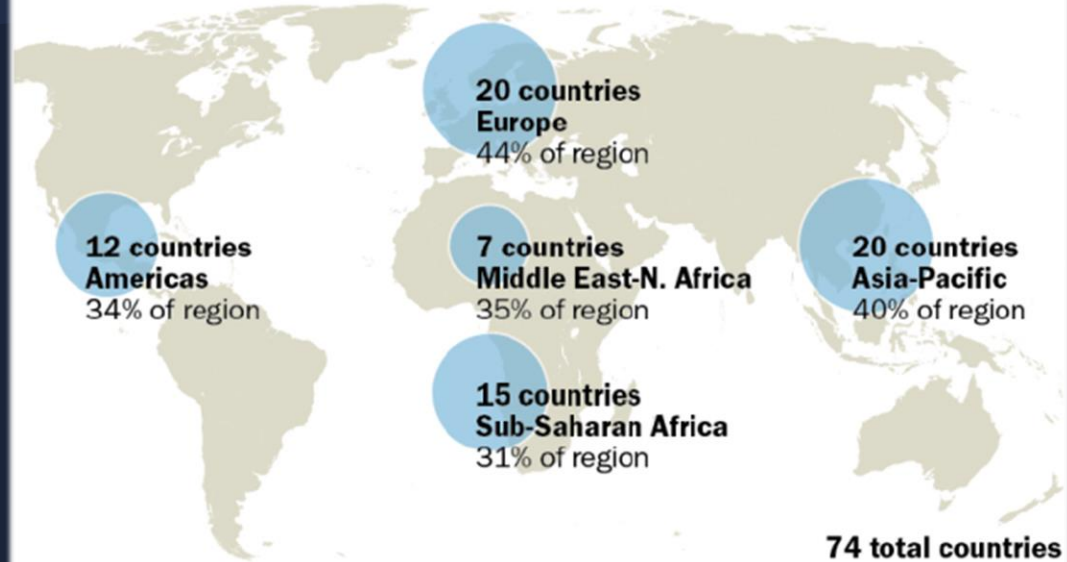 20 countries
Europe
44% of region
12 countries
Americas
34% of region
7 countries
Middle East-N. Africa
35% of region
20 countries
Asia-Pacific
40% of region
15 countries
Sub-Saharan Africa
31% of region
74 total countries